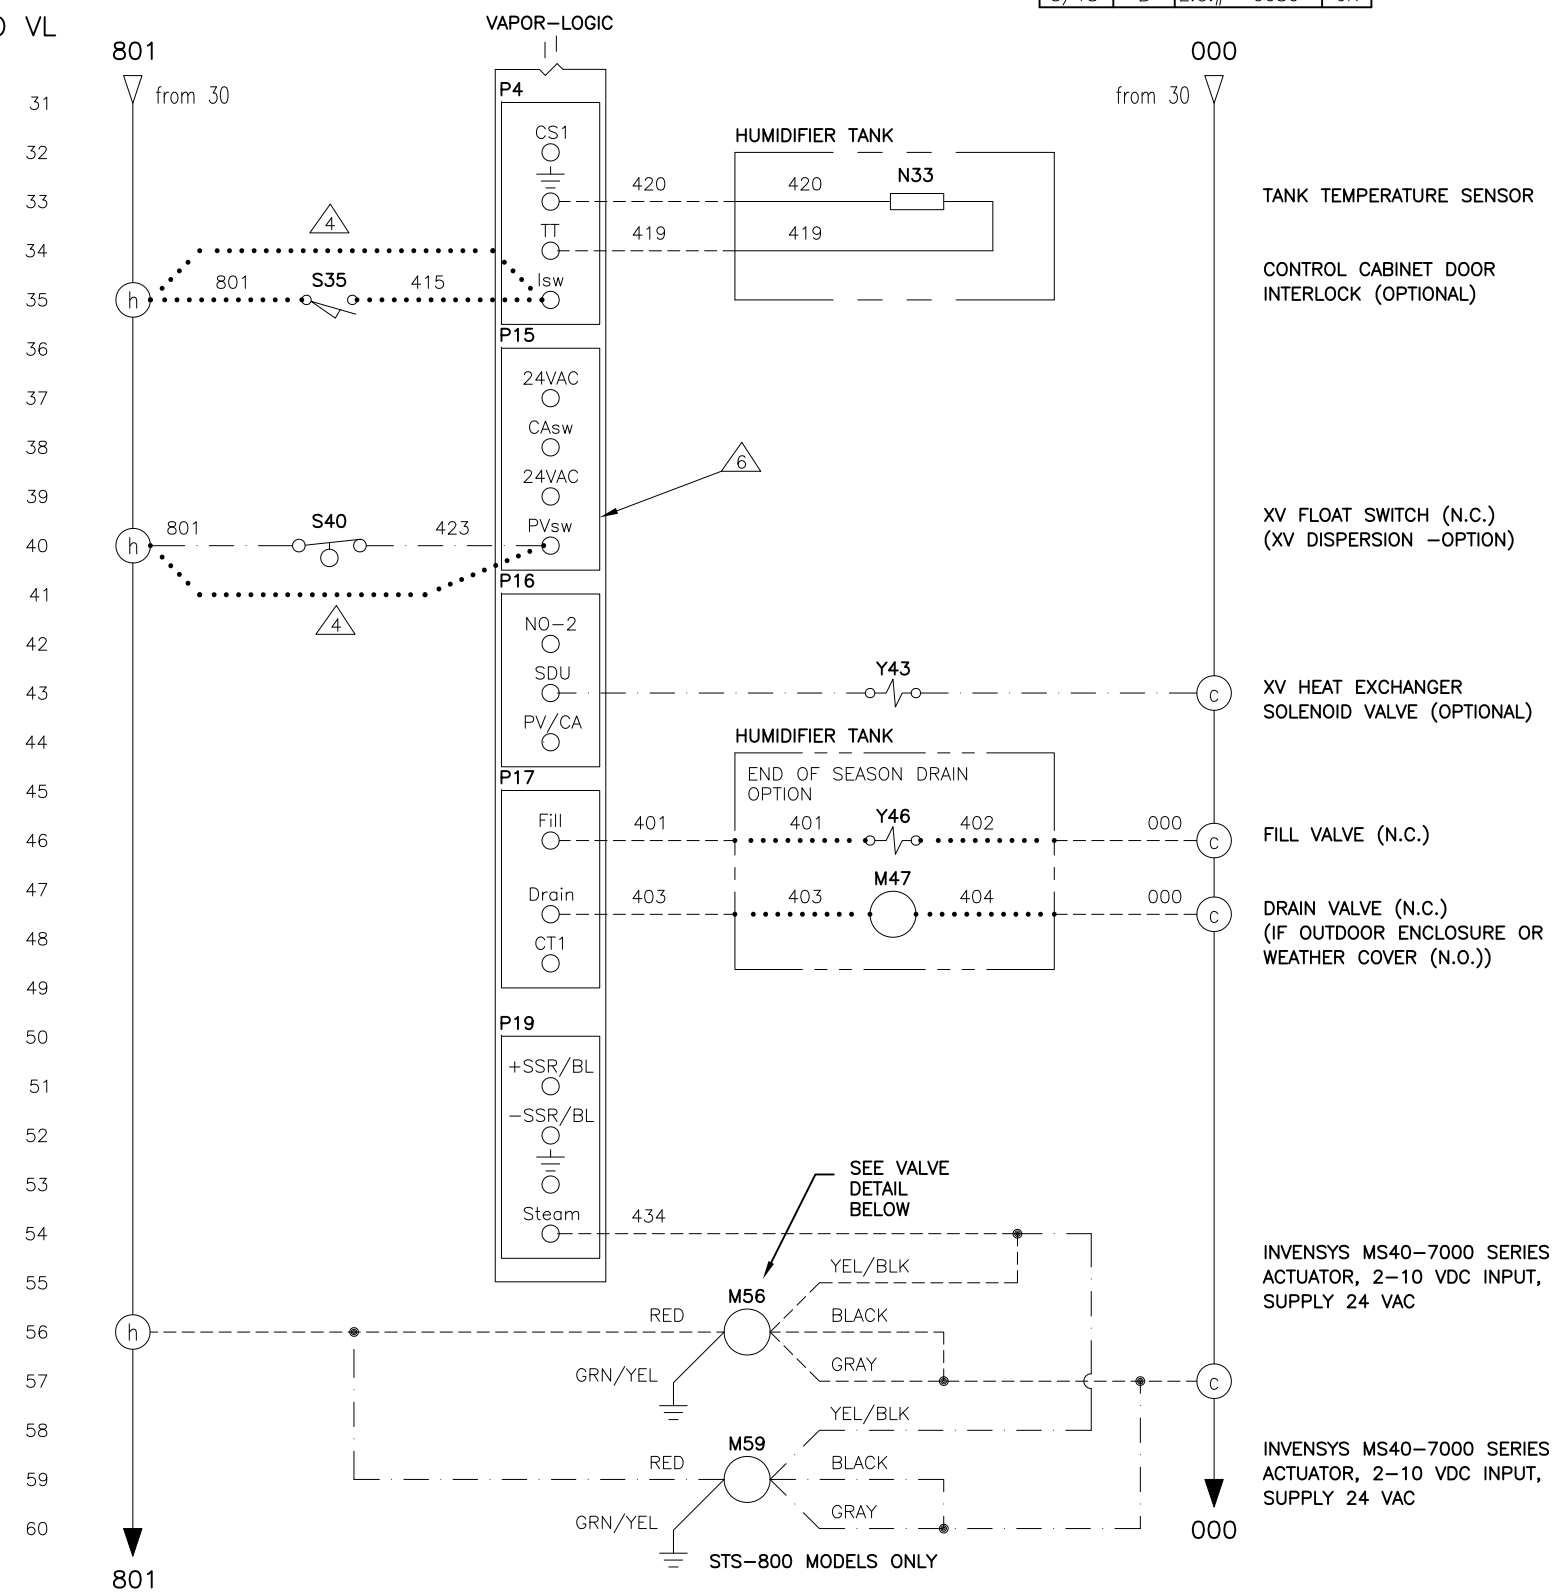 VL
VAPOR-LOGIC
801
000
from 30
from 30
P4
31
CS1
HUMIDIFIER TANK
32
420
420
N33
33
TANK TEMPERATURE SENSOR
4
TT
419
419
34
801
S35
415
Isw
CONTROL CABINET DOOR
INTERLOCK (OPTIONAL)
h
35
P15
36
24VAC
37
CAsw
38
6
24VAC
39
801
S40
423
PVsw
XV FLOAT SWITCH (N.C.)
(XV DISPERSION -OPTION)
h
40
P16
41
4
NO-2
42
SDU
Y43
43
c
XV HEAT EXCHANGER
SOLENOID VALVE (OPTIONAL)
PV/CA
44
HUMIDIFIER TANK
P17
END OF SEASON DRAIN
OPTION
45
Fill
401
401
Y46
402
000
46
c
FILL VALVE (N.C.)
47
M47
Drain
403
403
404
000
c
DRAIN VALVE (N.C.)
(IF OUTDOOR ENCLOSURE OR
WEATHER COVER (N.O.))
48
CT1
49
P19
50
+SSR/BL
51
-SSR/BL
52
53
SEE VALVE
DETAIL
BELOW
Steam
434
54
INVENSYS MS40-7000 SERIES
ACTUATOR, 2-10 VDC INPUT,
SUPPLY 24 VAC
55
YEL/BLK
M56
RED
BLACK
h
56
GRAY
GRN/YEL
57
c
58
YEL/BLK
M59
RED
BLACK
59
INVENSYS MS40-7000 SERIES
ACTUATOR, 2-10 VDC INPUT,
SUPPLY 24 VAC
GRAY
GRN/YEL
60
000
STS-800 MODELS ONLY
801